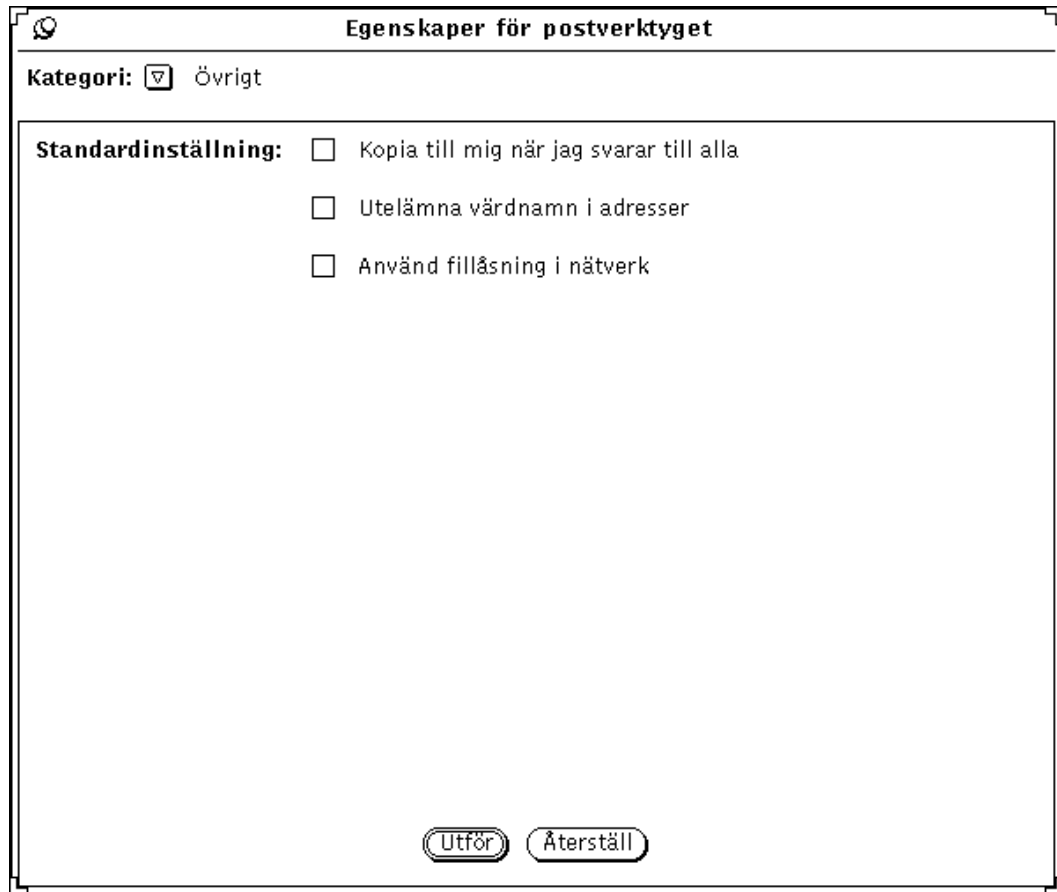 Egenskaper för postverktyget
Kategori: Övrigt
Standardinställning: Kopia till mig när jag svarar till alla
Utelämna värdnamn i adresser
Använd fillåsning i nätverk
Utför Återställ